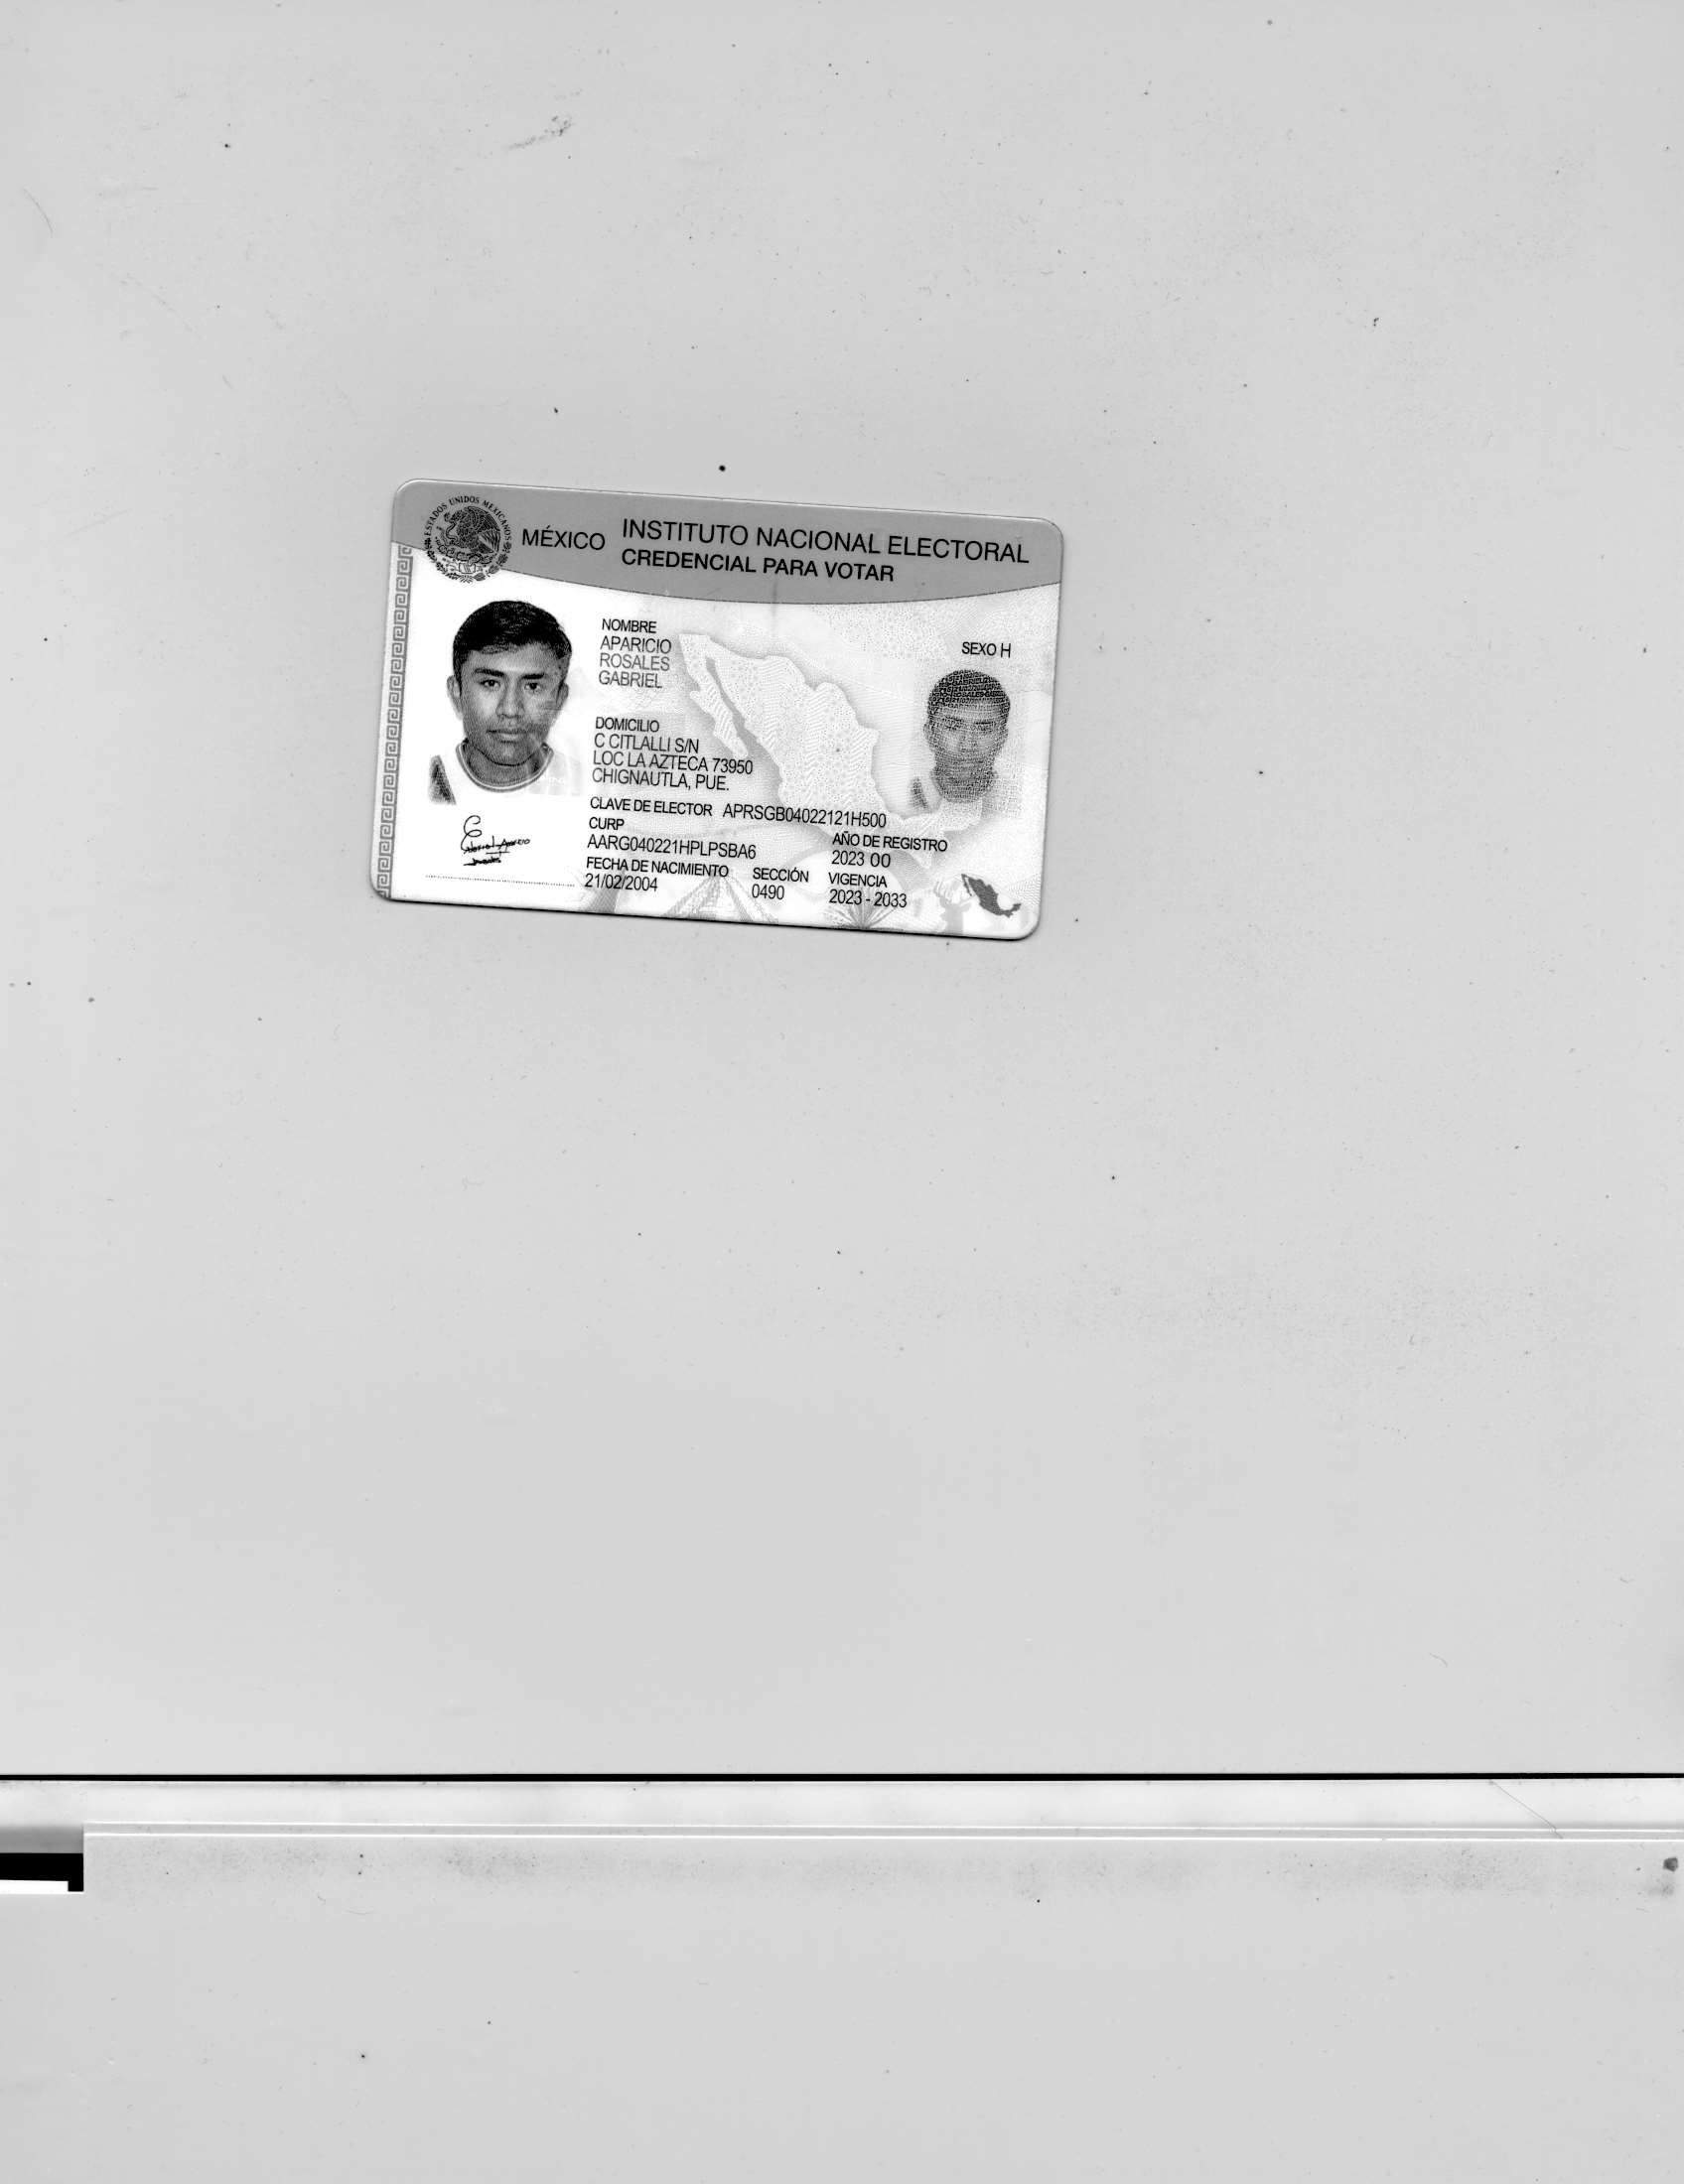 ESTADOS UNIDOS MEXICANOS
MÉXICO INSTITUTO NACIONAL ELECTORAL
CREDENCIAL PARA VOTAR
NOMBRE
APARICIO
ROSALES
GABRIEL
SEXO H
DOMICILIO
C CITLALLI S/N
LOC LA AZTECA 73950
CHIGNAUTLA, PUE.
CLAVE DE ELECTOR APRSGB04022121H500
CURP
AARG040221HPLPSBA6
AÑO DE REGISTRO
2023 00
FECHA DE NACIMIENTO
21/02/2004
SECCIÓN
0490
VIGENCIA
2023 - 2033